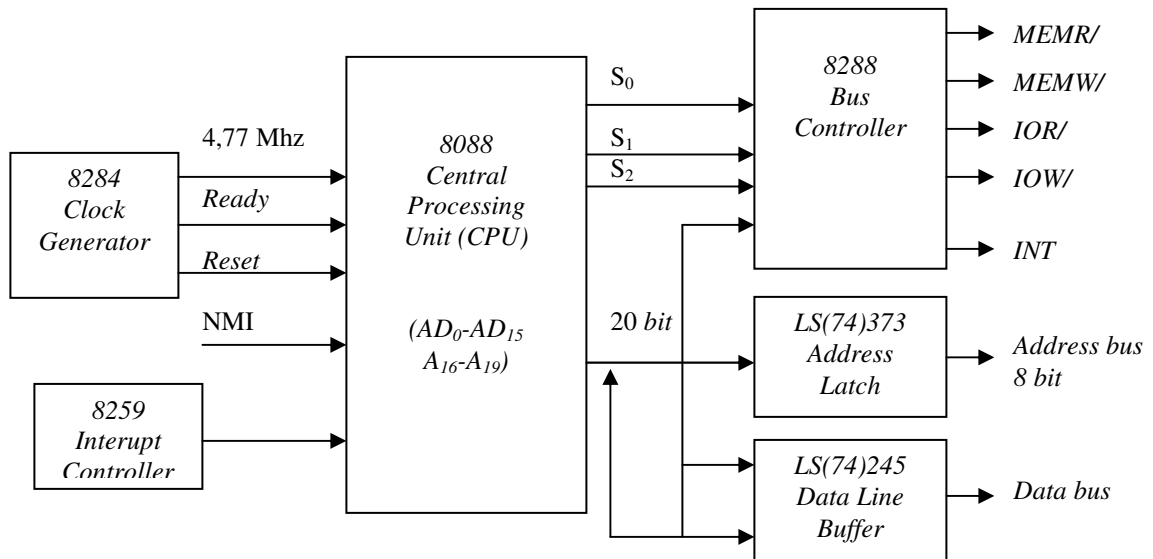 8284
Clock
Generator
4,77 Mhz
Ready
Reset
NMI
8259
Interupt
Controller
8088
Central
Processing
Unit (CPU)
(AD0-AD15
A16-A19)
S0
S1
S2
20 bit
8288
Bus
Controller
MEMR/
MEMW/
IOR/
IOW/
INT
LS(74)373
Address
Latch
Address bus
8 bit
LS(74)245
Data Line
Buffer
Data bus